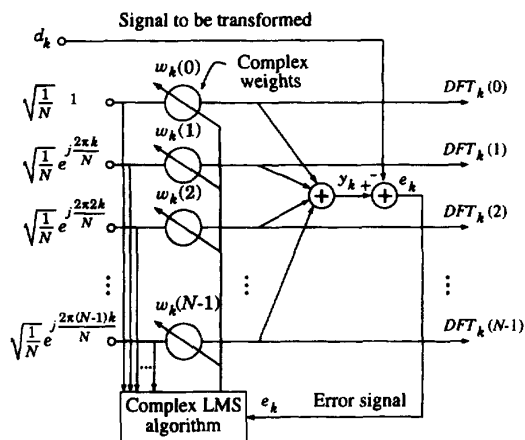 Signal to be transformed
d_k
w_k(0)
Complex weights
√(1/N) 1
DFT_k(0)
w_k(1)
√(1/N) e^{j2πk/N}
DFT_k(1)
y_k + − e_k
+ +
w_k(2)
√(1/N) e^{j2π2k/N}
DFT_k(2)
⋮ ⋮ ⋮
w_k(N-1)
√(1/N) e^{j2π(N-1)k/N}
DFT_k(N-1)
....
Complex LMS algorithm
e_k
Error signal